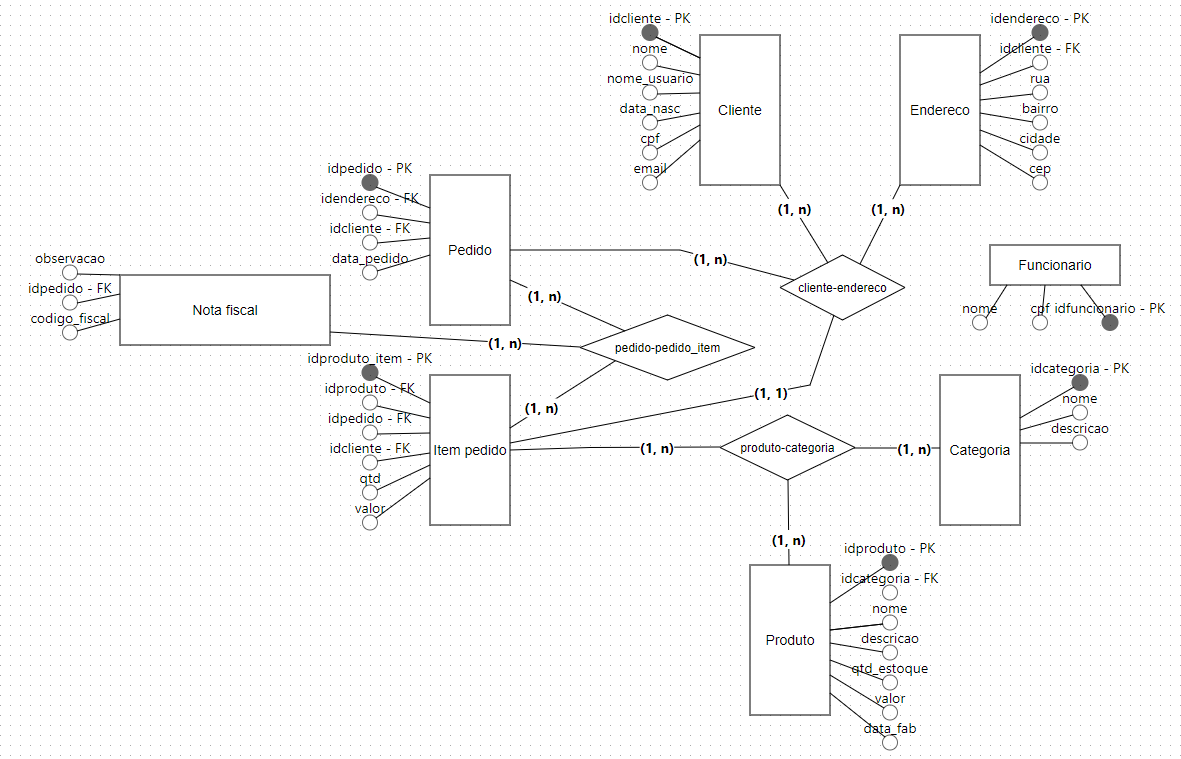 idcliente - PK
nome
nome_usuario
data_nasc
cpf
email
Cliente
idendereco - PK
idcliente - FK
rua
bairro
cidade
cep
Endereco
(1, n)
(1, n)
idpedido - PK
idendereco - FK
idcliente - FK
data_pedido
Pedido
(1, n)
(1, n)
cliente-endereco
Funcionario
nome
cpf
idfuncionario - PK
observacao
idpedido - FK
codigo_fiscal
Nota fiscal
(1, n)
pedido-pedido_item
idproduto_item - PK
idproduto - FK
idpedido - FK
idcliente - FK
qtd
valor
Item pedido
(1, n)
(1, 1)
(1, n)
produto-categoria
(1, n)
Categoria
idcategoria - PK
nome
descricao
(1, n)
Produto
idproduto - PK
idcategoria - FK
nome
descricao
qtd_estoque
valor
data_fab